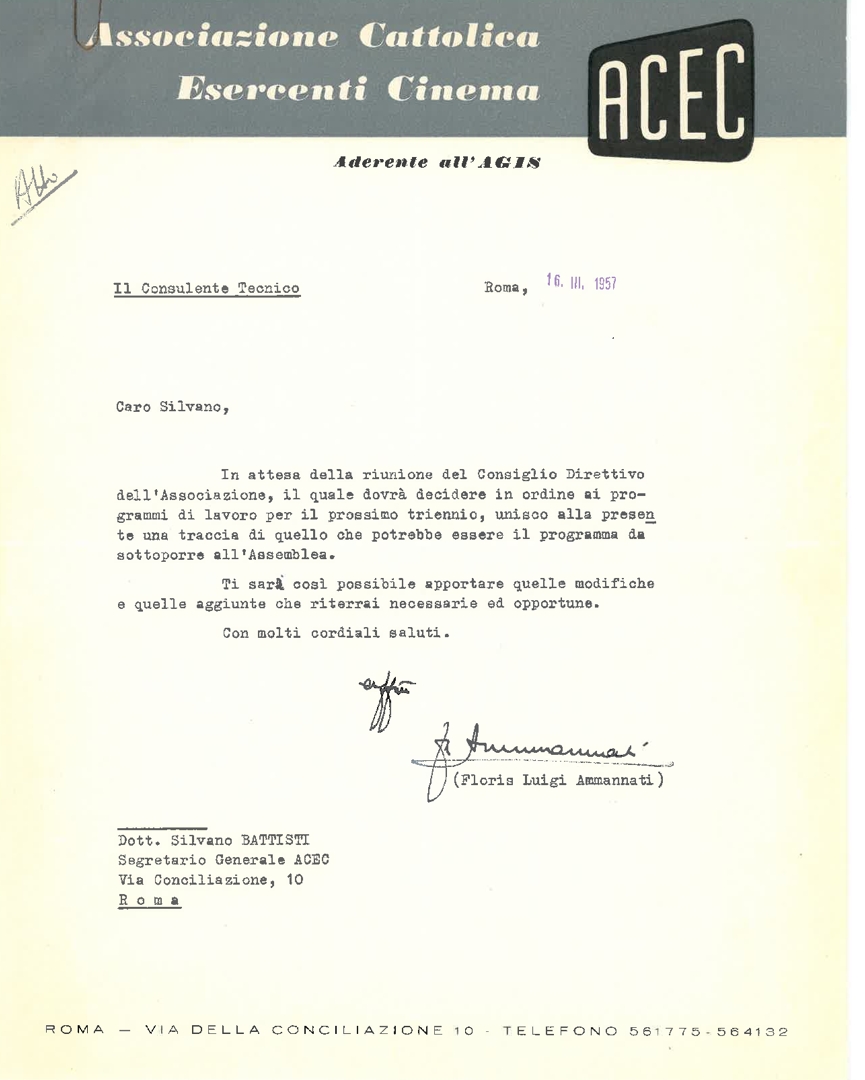 Associazione Cattolica
Esercenti Cinema
ACEC
Aderente all'AGIS
Il Consulente Tecnico
Roma, 16. III. 1957
Caro Silvano,
In attesa della riunione del Consiglio Direttivo
dell'Associazione, il quale dovrà decidere in ordine ai pro-
grammi di lavoro per il prossimo triennio, unisco alla presen
te una traccia di quello che potrebbe essere il programma da
sottoporre all'Assemblea.
Ti sarà così possibile apportare quelle modifiche
e quelle aggiunte che riterrai necessarie ed opportune.
Con molti cordiali saluti.
Ammannati
(Floris Luigi Ammannati)
Dott. Silvano BATTISTI
Segretario Generale ACEC
Via Conciliazione, 10
R o m a
ROMA — VIA DELLA CONCILIAZIONE 10 - TELEFONO 561775-564132